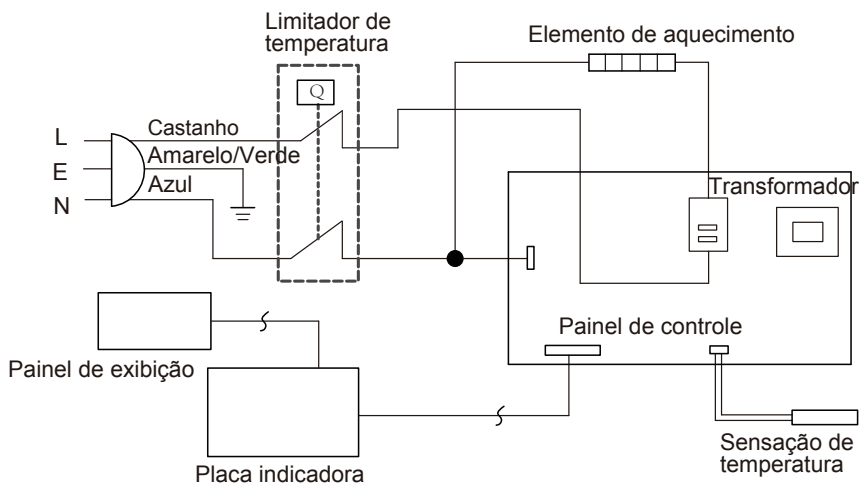 Limitador de
temperatura
Elemento de aquecimento
Q
L
Castanho
Amarelo/Verde
E
Azul
N
Transformador
Painel de controle
Painel de exibição
Placa indicadora
Sensação de
temperatura